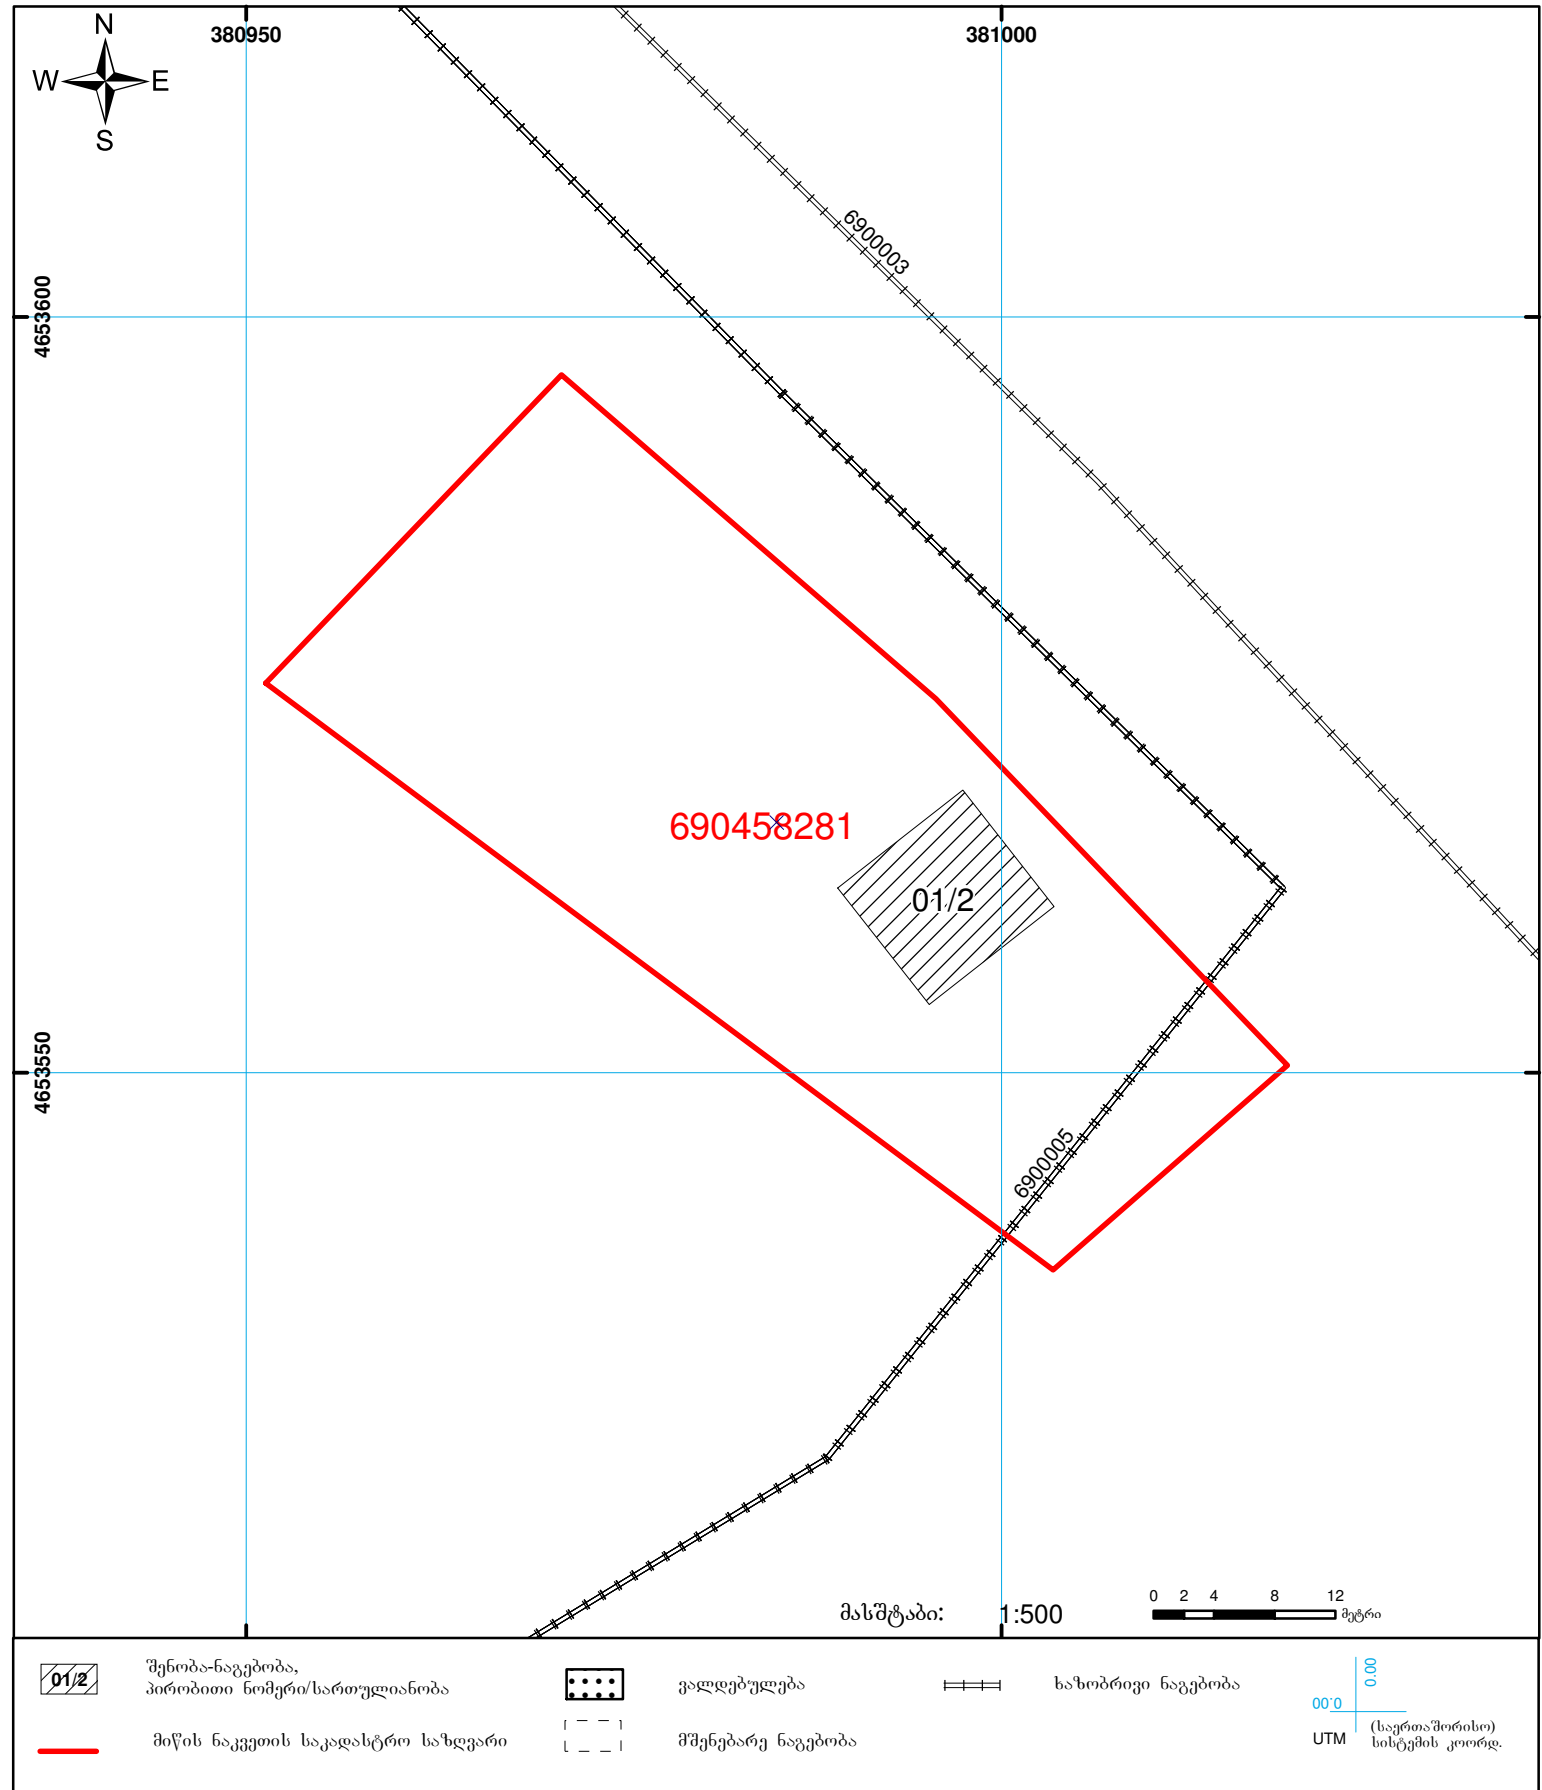 380950
381000
N
W E
S
6900003
4653600
690458281
01/2
4653550
6900005
მასშტაბი: 1:500
0 2 4 8 12
მეტრი
01/2
შენობა-ნაგებობა,
პირობითი ნომერი/სართულიანობა
ვალდებულება
ხაზობრივი ნაგებობა
0.00
0.00
UTM
(საერთაშორისო)
სისტემის კოორდ.
მიწის ნაკვეთის საკადასტრო საზღვარი
მშენებარე ნაგებობა